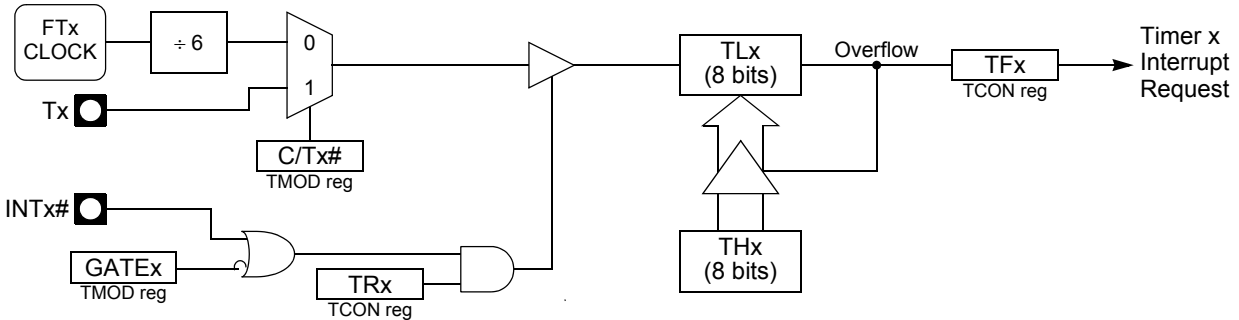 FTx
CLOCK
÷ 6
0
1
Tx
C/Tx#
TMOD reg
INTx#
GATEx
TMOD reg
TRx
TCON reg
TLx
(8 bits)
Overflow
TFx
TCON reg
Timer x
Interrupt
Request
THx
(8 bits)